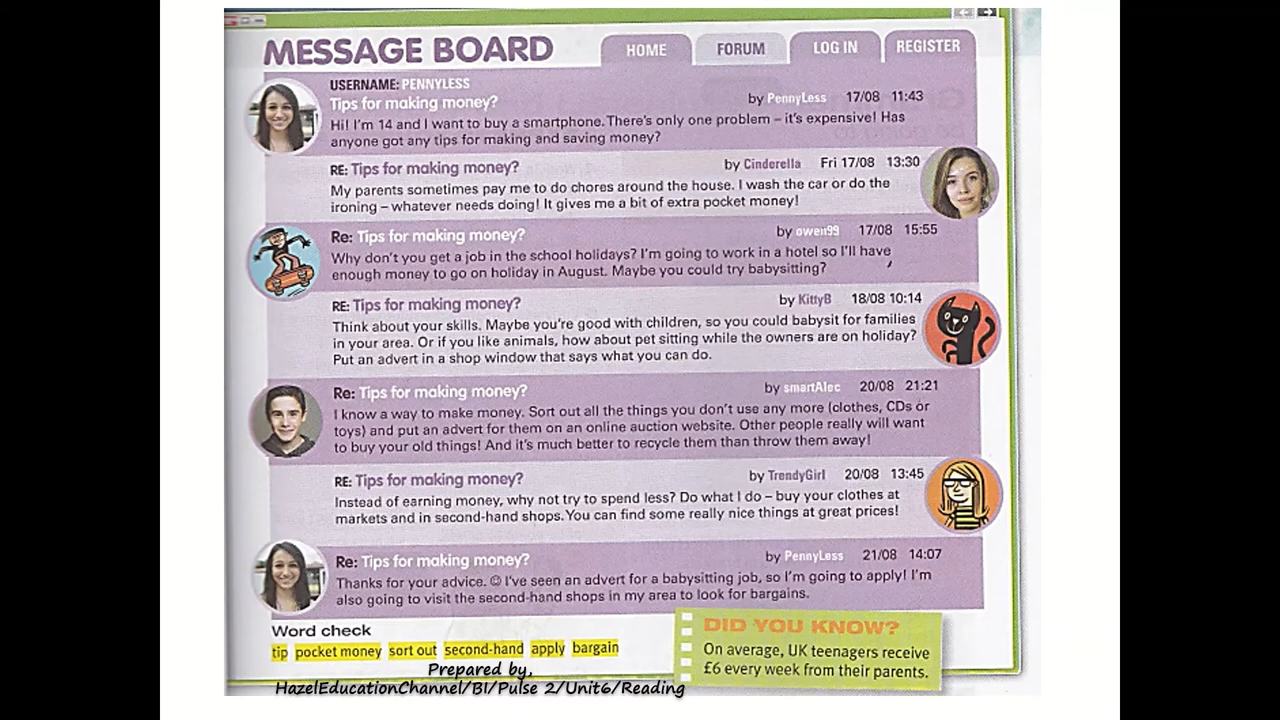 MESSAGE BOARD
HOME
FORUM
LOG IN
REGISTER
USERNAME: PENNYLESS
Tips for making money?
by PennyLess 17/08 11:43
Hi! I'm 14 and I want to buy a smartphone. There's only one problem – it's expensive! Has
anyone got any tips for making and saving money?
RE: Tips for making money?
by Cinderella Fri 17/08 13:30
My parents sometimes pay me to do chores around the house. I wash the car or do the
ironing – whatever needs doing! It gives me a bit of extra pocket money!
Re: Tips for making money?
by owen99 17/08 15:55
Why don't you get a job in the school holidays? I'm going to work in a hotel so I'll have
enough money to go on holiday in August. Maybe you could try babysitting?
RE: Tips for making money?
by KittyB 18/08 10:14
Think about your skills. Maybe you're good with children, so you could babysit for families
in your area. Or if you like animals, how about pet sitting while the owners are on holiday?
Put an advert in a shop window that says what you can do.
Re: Tips for making money?
by smartAlec 20/08 21:21
I know a way to make money. Sort out all the things you don't use any more (clothes, CDs or
toys) and put an advert for them on an online auction website. Other people really will want
to buy your old things! And it's much better to recycle them than throw them away!
RE: Tips for making money?
by TrendyGirl 20/08 13:45
Instead of earning money, why not try to spend less? Do what I do – buy your clothes at
markets and in second-hand shops. You can find some really nice things at great prices!
Re: Tips for making money?
by PennyLess 21/08 14:07
Thanks for your advice. ☺ I've seen an advert for a babysitting job, so I'm going to apply! I'm
also going to visit the second-hand shops in my area to look for bargains.
Word check
tip pocket money sort out second-hand apply bargain
DID YOU KNOW?
On average, UK teenagers receive
£6 every week from their parents.
Prepared by,
HazelEducationChannel/BI/Pulse 2/Unit6/Reading